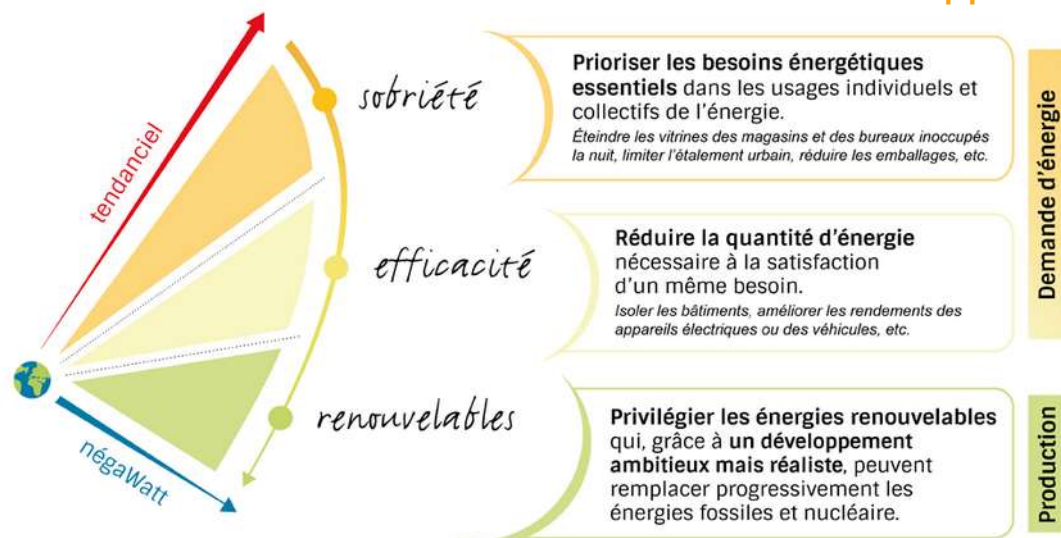 tendanciel
négaWatt
sobriété
Prioriser les besoins énergétiques
essentiels dans les usages individuels et
collectifs de l'énergie.
Éteindre les vitrines des magasins et des bureaux inoccupés
la nuit, limiter l'étalement urbain, réduire les emballages, etc.
efficacité
Réduire la quantité d'énergie
nécessaire à la satisfaction
d'un même besoin.
Isoler les bâtiments, améliorer les rendements des
appareils électriques ou des véhicules, etc.
Demande d'énergie
renouvelables
Privilégier les énergies renouvelables
qui, grâce à un développement
ambitieux mais réaliste, peuvent
remplacer progressivement les
énergies fossiles et nucléaire.
Production